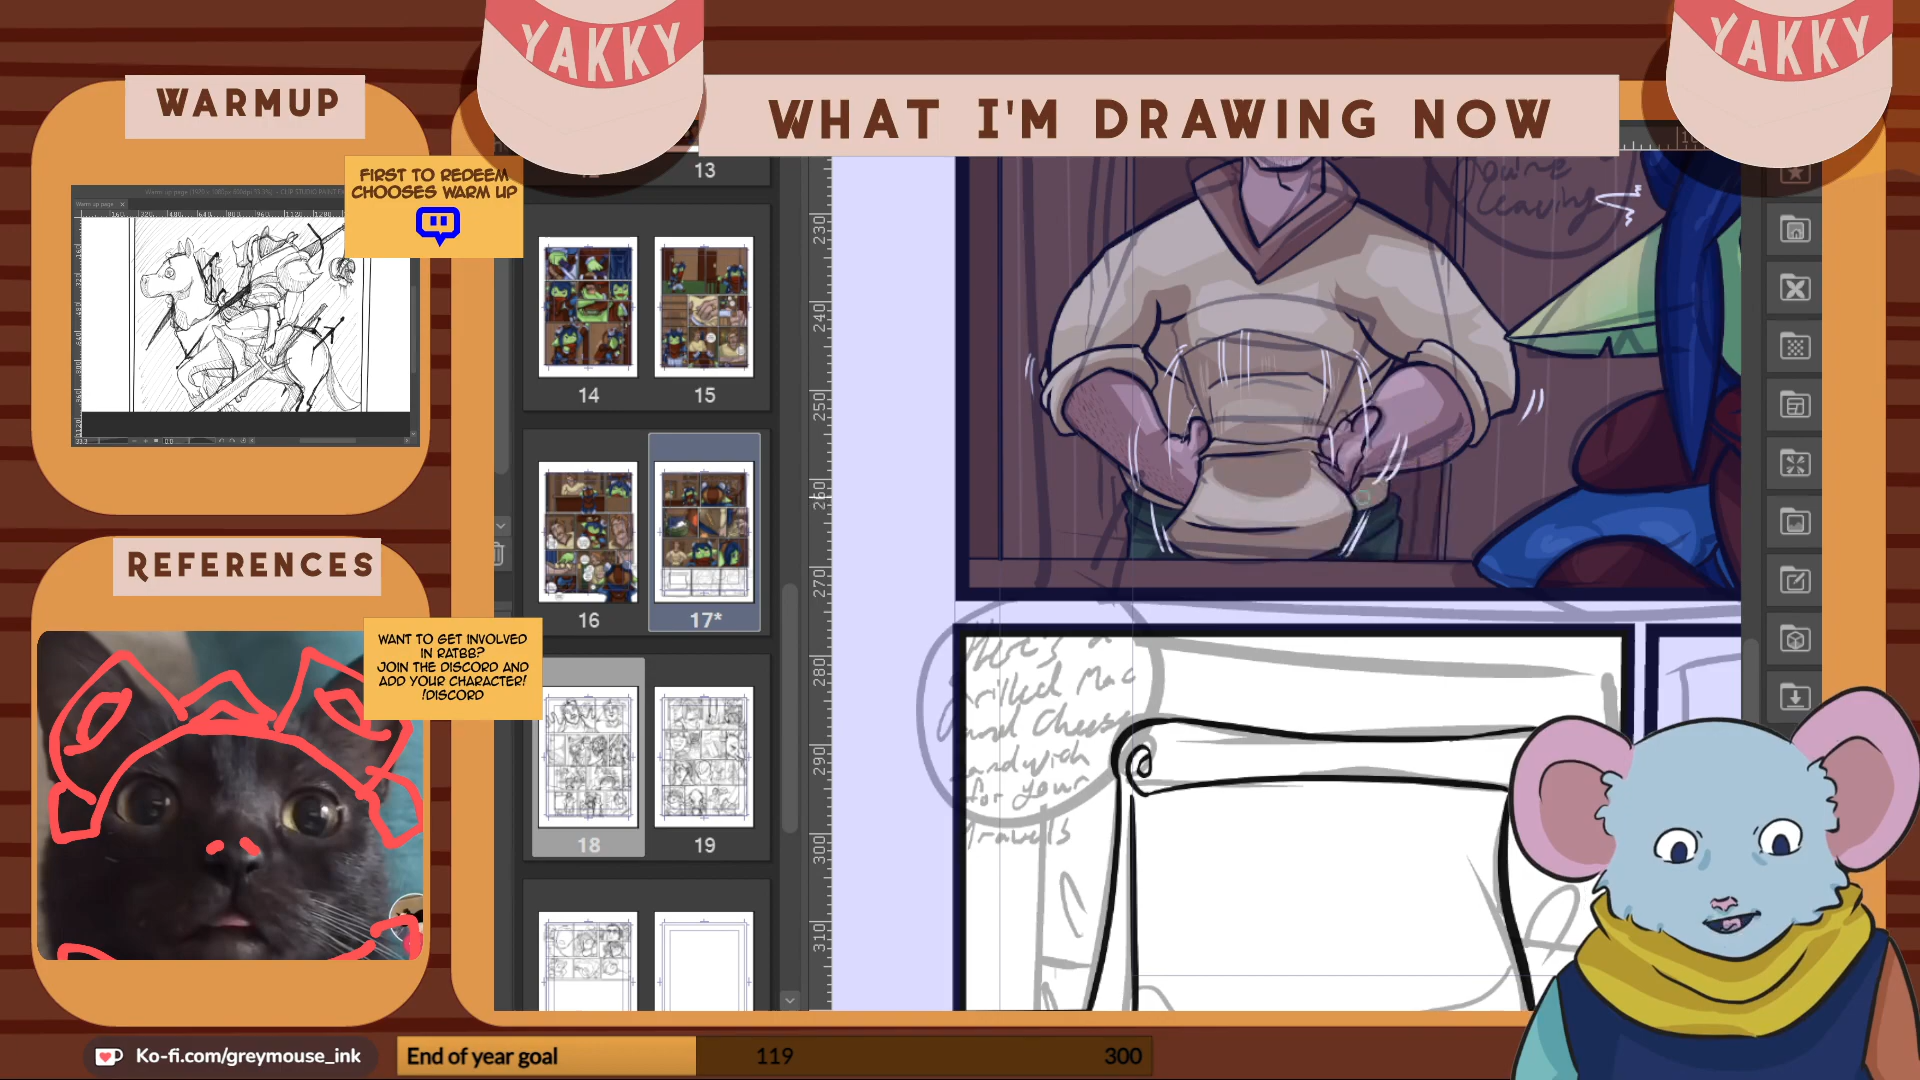 YAKKY
YAKKY
WARMUP
WHAT I'M DRAWING NOW
FIRST TO REDEEM
CHOOSES WARM UP
13
14
15
16
17*
18
19
230
240
250
260
270
280
290
300
310
You're
leaving
Here's a
Grilled Mac
and Cheese
sandwich
for your
travels
REFERENCES
WANT TO GET INVOLVED
IN RATBB?
JOIN THE DISCORD AND
ADD YOUR CHARACTER!
!DISCORD
Ko-fi.com/greymouse_ink
End of year goal
119
300